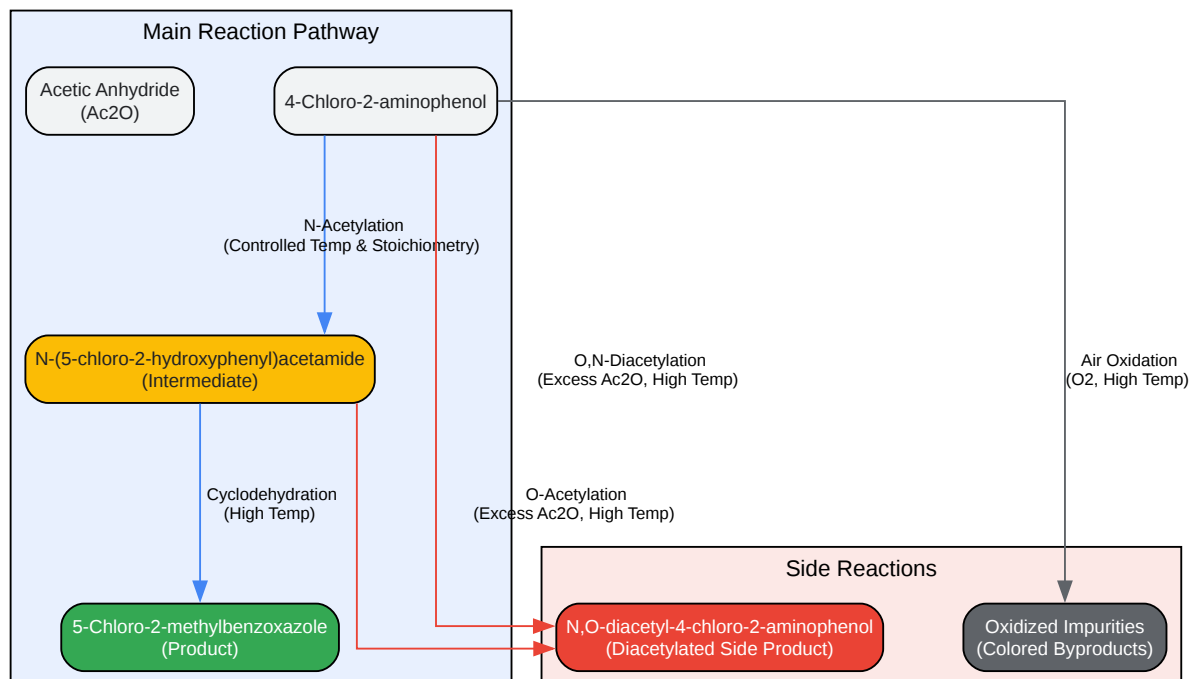 Main Reaction Pathway
Acetic Anhydride
(Ac2O)
4-Chloro-2-aminophenol
N-Acetylation
(Controlled Temp & Stoichiometry)
N-(5-chloro-2-hydroxyphenyl)acetamide
(Intermediate)
O,N-Diacetylation
(Excess Ac2O, High Temp)
Air Oxidation
(O2, High Temp)
Cyclodehydration
(High Temp)
O-Acetylation
(Excess Ac2O, High Temp)
Side Reactions
5-Chloro-2-methylbenzoxazole
(Product)
N,O-diacetyl-4-chloro-2-aminophenol
(Diacetylated Side Product)
Oxidized Impurities
(Colored Byproducts)